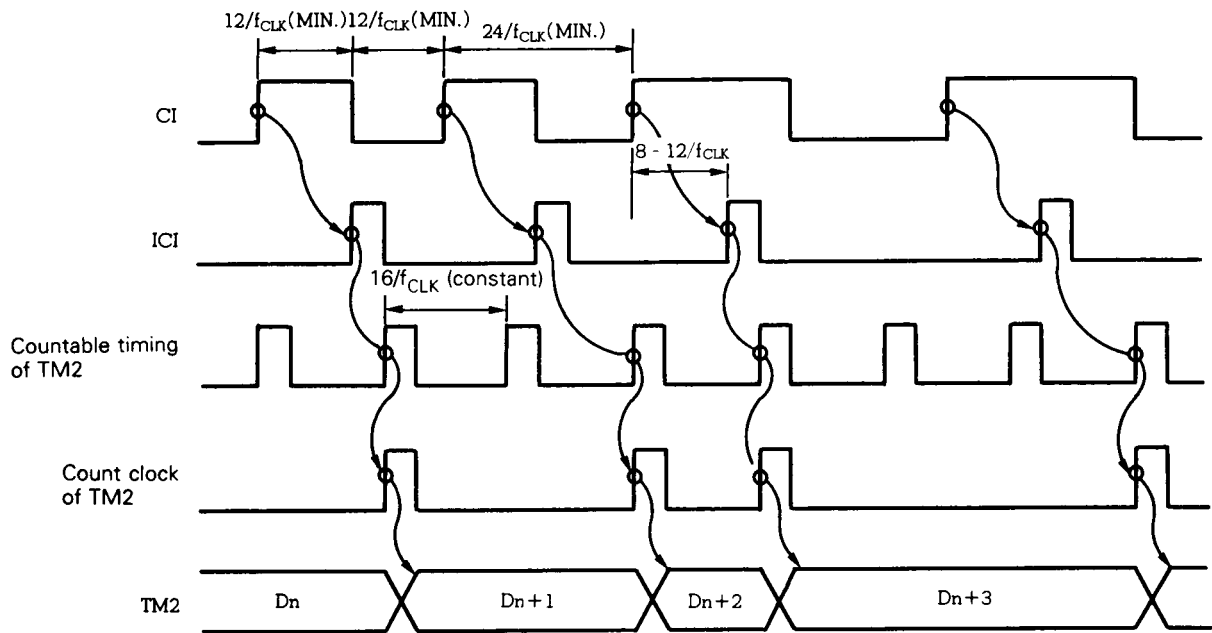 12/fCLK(MIN.) 12/fCLK(MIN.)
24/fCLK(MIN.)
CI
8 - 12/fCLK
ICI
16/fCLK (constant)
Countable timing
of TM2
Count clock
of TM2
TM2
Dn
Dn+1
Dn+2
Dn+3